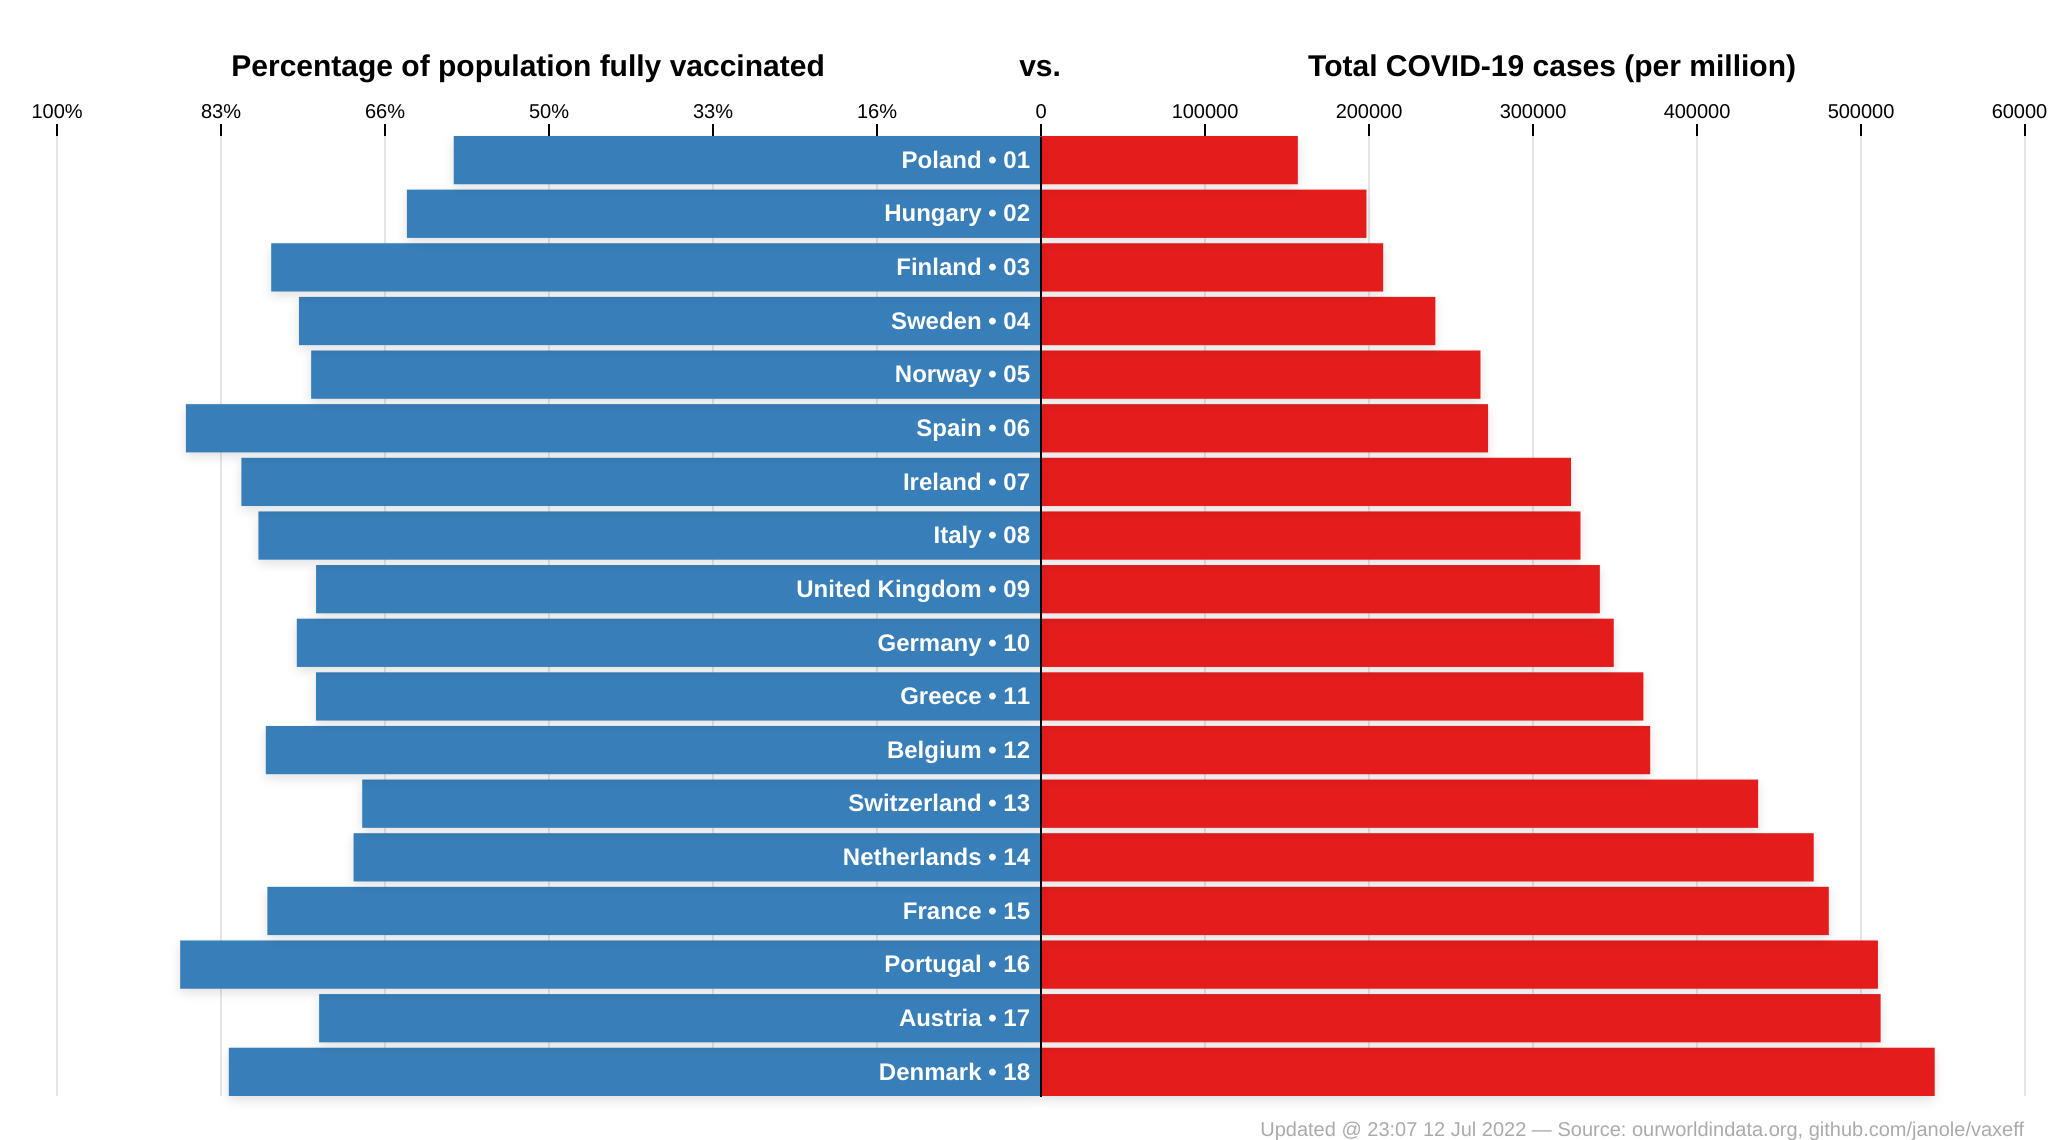 Percentage of population fully vaccinated vs. Total COVID-19 cases (per million)
100% 83% 66% 50% 33% 16% 0 100000 200000 300000 400000 500000 60000
Poland • 01
Hungary • 02
Finland • 03
Sweden • 04
Norway • 05
Spain • 06
Ireland • 07
Italy • 08
United Kingdom • 09
Germany • 10
Greece • 11
Belgium • 12
Switzerland • 13
Netherlands • 14
France • 15
Portugal • 16
Austria • 17
Denmark • 18
Updated @ 23:07 12 Jul 2022 — Source: ourworldindata.org, github.com/janole/vaxeff